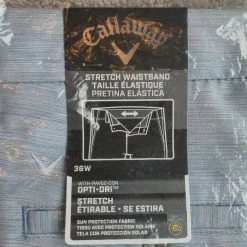 Callaway
STRETCH WAISTBAND
TAILLE ÉLASTIQUE
PRETINA ELÁSTICA
36W
OPTI-DRI™
STRETCH
ÉTIRABLE • SE ESTIRA
SUN PROTECTION FABRIC
TISSU AVEC PROTECTION SOLAIRE
TELA CON PROTECCIÓN SOLAR